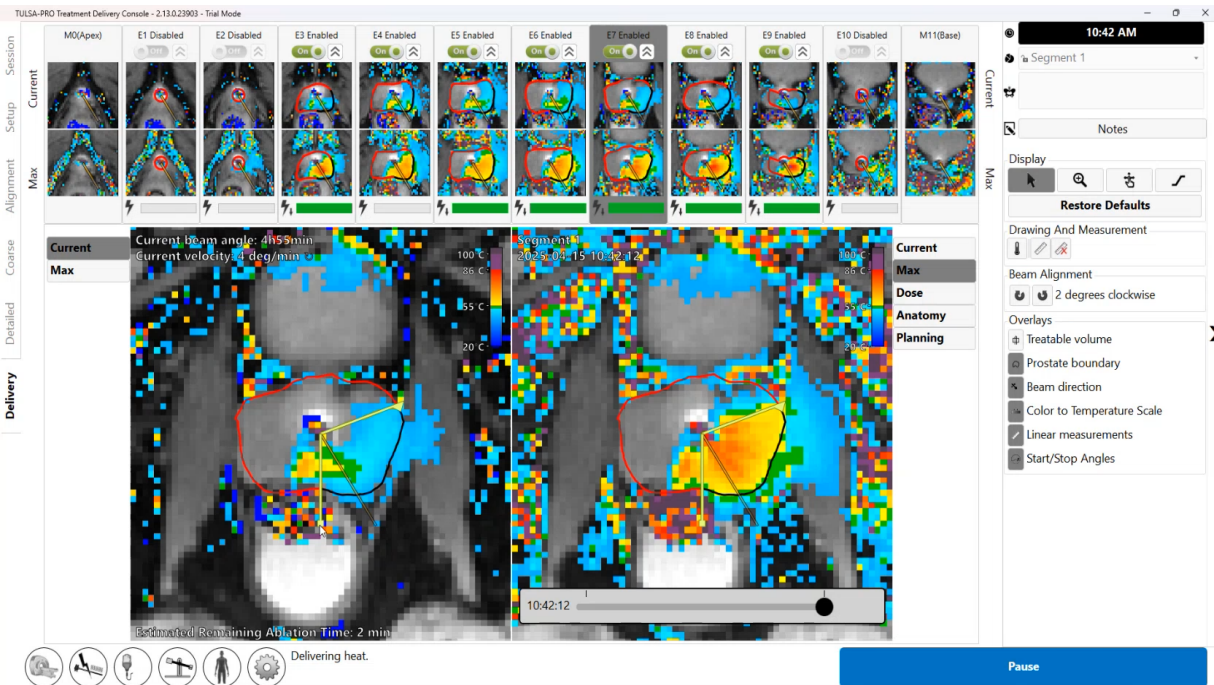 TULSA-PRO Treatment Delivery Console - 2.13.0.23903 - Trial Mode
Session
Setup
Alignment
Coarse
Detailed
Delivery
M0(Apex)
E1 Disabled
E2 Disabled
E3 Enabled
E4 Enabled
E5 Enabled
E6 Enabled
E7 Enabled
E8 Enabled
E9 Enabled
E10 Disabled
M11(Base)
Off
Off
On
On
On
On
On
On
On
Off
Current
Max
Current
Max
Current
Max
Current beam angle: 4h55min
Current velocity: 4 deg/min
100 C
86 C
55 C
20 C
Estimated Remaining Ablation Time: 2 min
Segment 1
2025-04-15 10:42:12
100 C
86 C
55 C
20 C
10:42:12
Current
Max
Dose
Anatomy
Planning
10:42 AM
Segment 1
Notes
Display
Restore Defaults
Drawing And Measurement
Beam Alignment
2 degrees clockwise
Overlays
Treatable volume
Prostate boundary
Beam direction
Color to Temperature Scale
Linear measurements
Start/Stop Angles
Delivering heat.
Pause